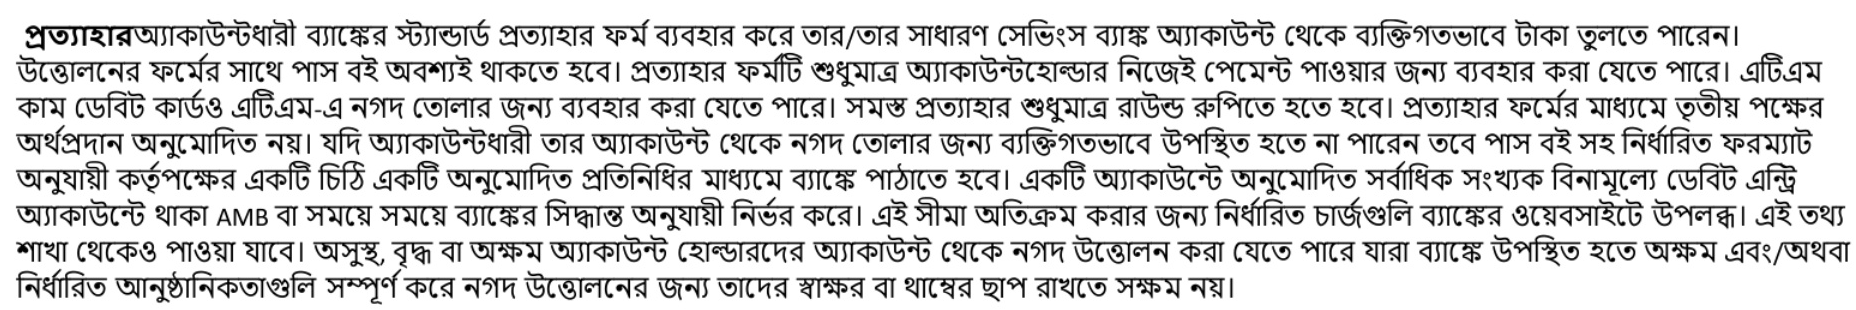 প্রত্যাহারঅ্যাকাউন্টধারী ব্যাঙ্কের স্ট্যান্ডার্ড প্রত্যাহার ফর্ম ব্যবহার করে তার/তার সাধারণ সেভিংস ব্যাঙ্ক অ্যাকাউন্ট থেকে ব্যক্তিগতভাবে টাকা তুলতে পারেন।
উত্তোলনের ফর্মের সাথে পাস বই অবশ্যই থাকতে হবে। প্রত্যাহার ফর্মটি শুধুমাত্র অ্যাকাউন্টহোল্ডার নিজেই পেমেন্ট পাওয়ার জন্য ব্যবহার করা যেতে পারে। এটিএম
কাম ডেবিট কার্ডও এটিএম-এ নগদ তোলার জন্য ব্যবহার করা যেতে পারে। সমস্ত প্রত্যাহার শুধুমাত্র রাউন্ড রুপিতে হতে হবে। প্রত্যাহার ফর্মের মাধ্যমে তৃতীয় পক্ষের
অর্থপ্রদান অনুমোদিত নয়। যদি অ্যাকাউন্টধারী তার অ্যাকাউন্ট থেকে নগদ তোলার জন্য ব্যক্তিগতভাবে উপস্থিত হতে না পারেন তবে পাস বই সহ নির্ধারিত ফরম্যাট
অনুযায়ী কর্তৃপক্ষের একটি চিঠি একটি অনুমোদিত প্রতিনিধির মাধ্যমে ব্যাঙ্কে পাঠাতে হবে। একটি অ্যাকাউন্টে অনুমোদিত সর্বাধিক সংখ্যক বিনামূল্যে ডেবিট এন্ট্রি
অ্যাকাউন্টে থাকা AMB বা সময়ে সময়ে ব্যাঙ্কের সিদ্ধান্ত অনুযায়ী নির্ভর করে। এই সীমা অতিক্রম করার জন্য নির্ধারিত চার্জগুলি ব্যাঙ্কের ওয়েবসাইটে উপলব্ধ। এই তথ্য
শাখা থেকেও পাওয়া যাবে। অসুস্থ, বৃদ্ধ বা অক্ষম অ্যাকাউন্ট হোল্ডারদের অ্যাকাউন্ট থেকে নগদ উত্তোলন করা যেতে পারে যারা ব্যাঙ্কে উপস্থিত হতে অক্ষম এবং/অথবা
নির্ধারিত আনুষ্ঠানিকতাগুলি সম্পূর্ণ করে নগদ উত্তোলনের জন্য তাদের স্বাক্ষর বা থাম্বের ছাপ রাখতে সক্ষম নয়।